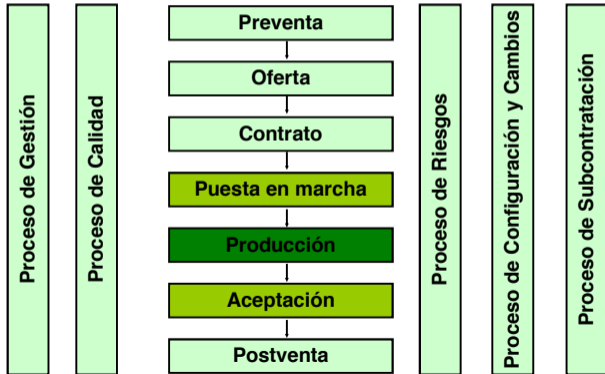 Proceso de Gestión
Proceso de Calidad
Preventa
Oferta
Contrato
Puesta en marcha
Producción
Aceptación
Postventa
Proceso de Riesgos
Proceso de Configuración y Cambios
Proceso de Subcontratación